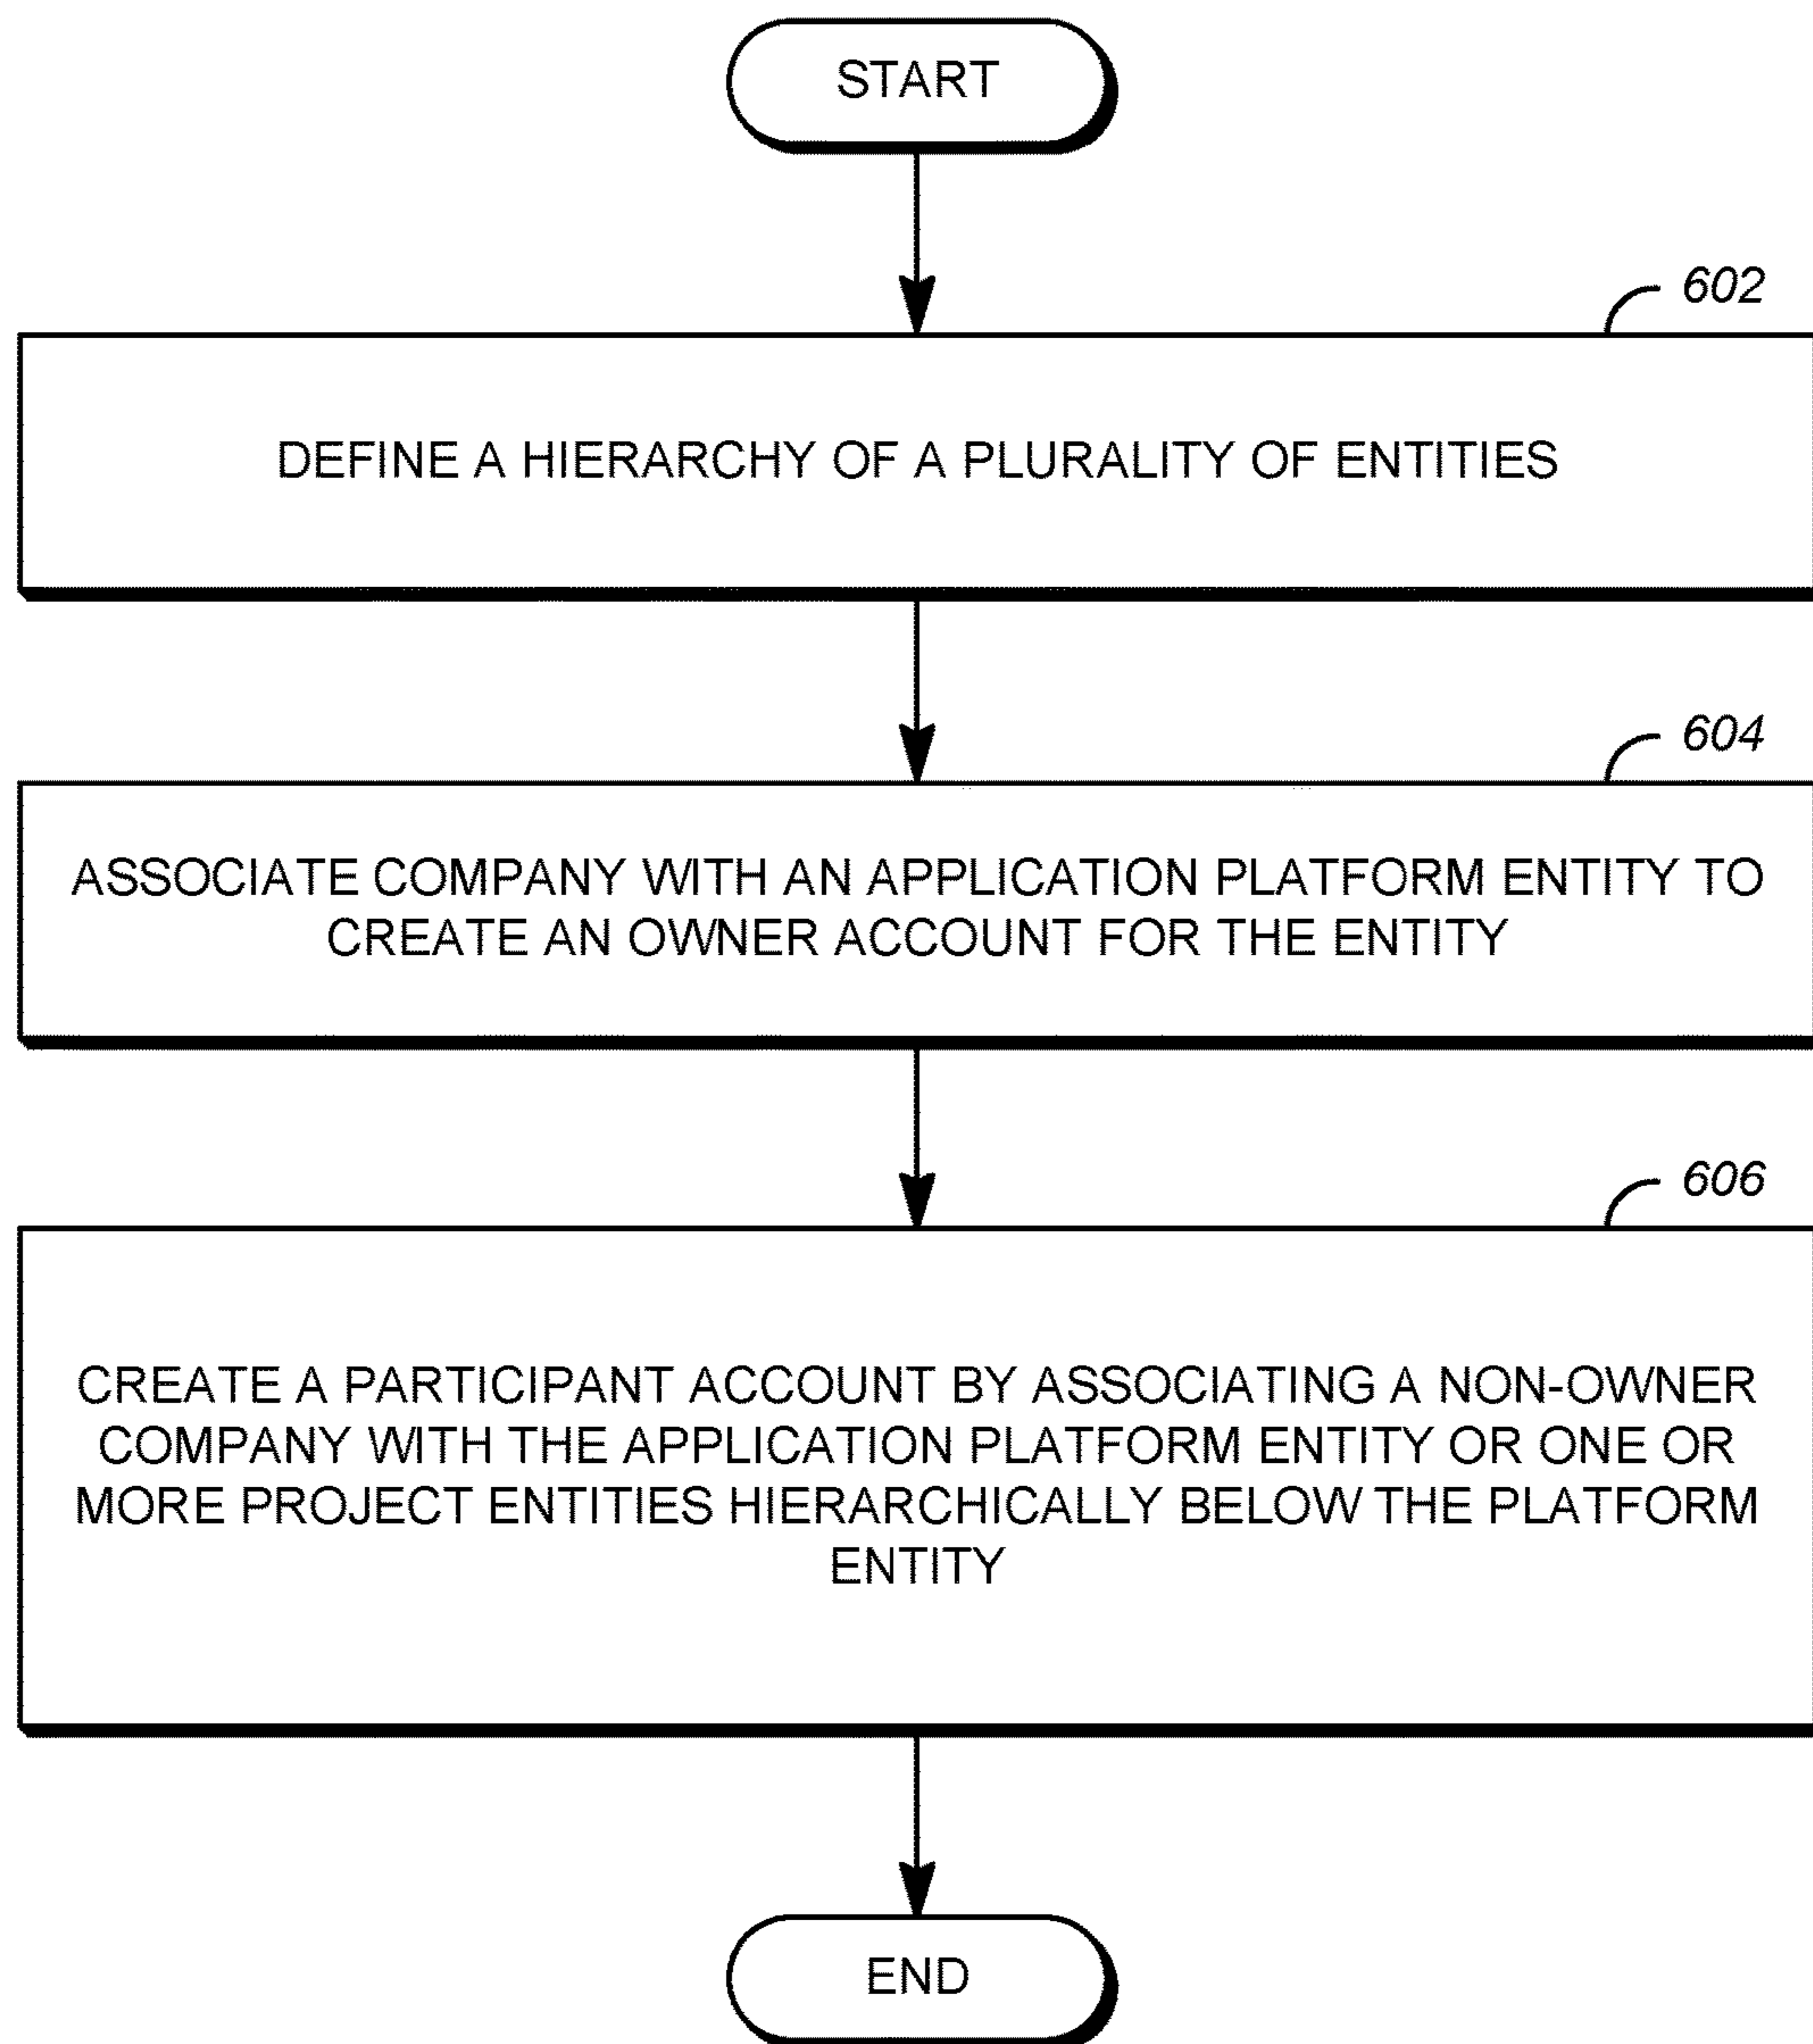 START
602
DEFINE A HIERARCHY OF A PLURALITY OF ENTITIES
604
ASSOCIATE COMPANY WITH AN APPLICATION PLATFORM ENTITY TO
CREATE AN OWNER ACCOUNT FOR THE ENTITY
606
CREATE A PARTICIPANT ACCOUNT BY ASSOCIATING A NON-OWNER
COMPANY WITH THE APPLICATION PLATFORM ENTITY OR ONE OR
MORE PROJECT ENTITIES HIERARCHICALLY BELOW THE PLATFORM
ENTITY
END